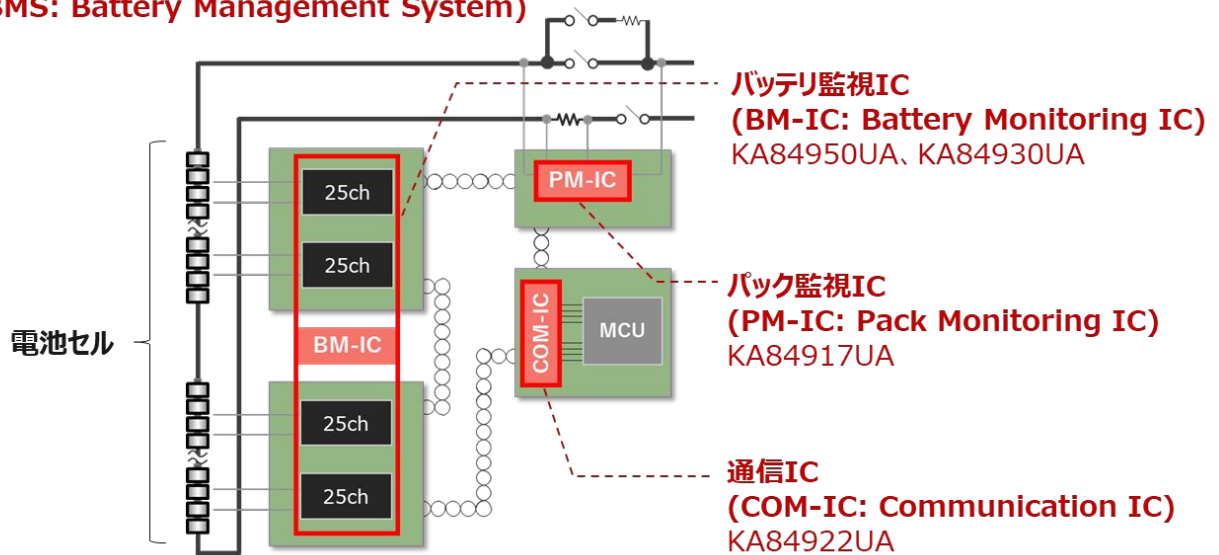 BMS: Battery Management System)
バッテリ監視IC
(BM-IC: Battery Monitoring IC)
KA84950UA、KA84930UA
PM-IC
25ch
25ch
パック監視IC
(PM-IC: Pack Monitoring IC)
KA84917UA
COM-IC
MCU
電池セル
BM-IC
25ch
25ch
通信IC
(COM-IC: Communication IC)
KA84922UA